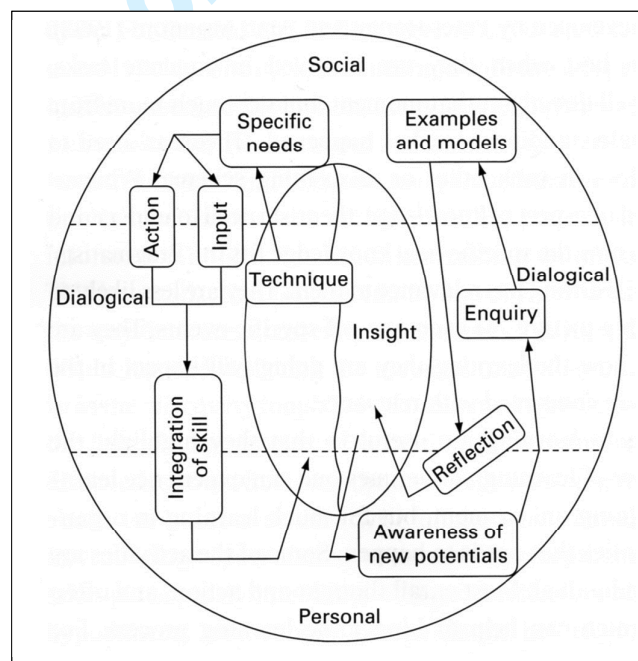 Social
Specific
needs
Examples
and models
Action
Input
Dialogical
Technique
Insight
Dialogical
Enquiry
Integration
of skill
Reflection
Awareness of
new potentials
Personal